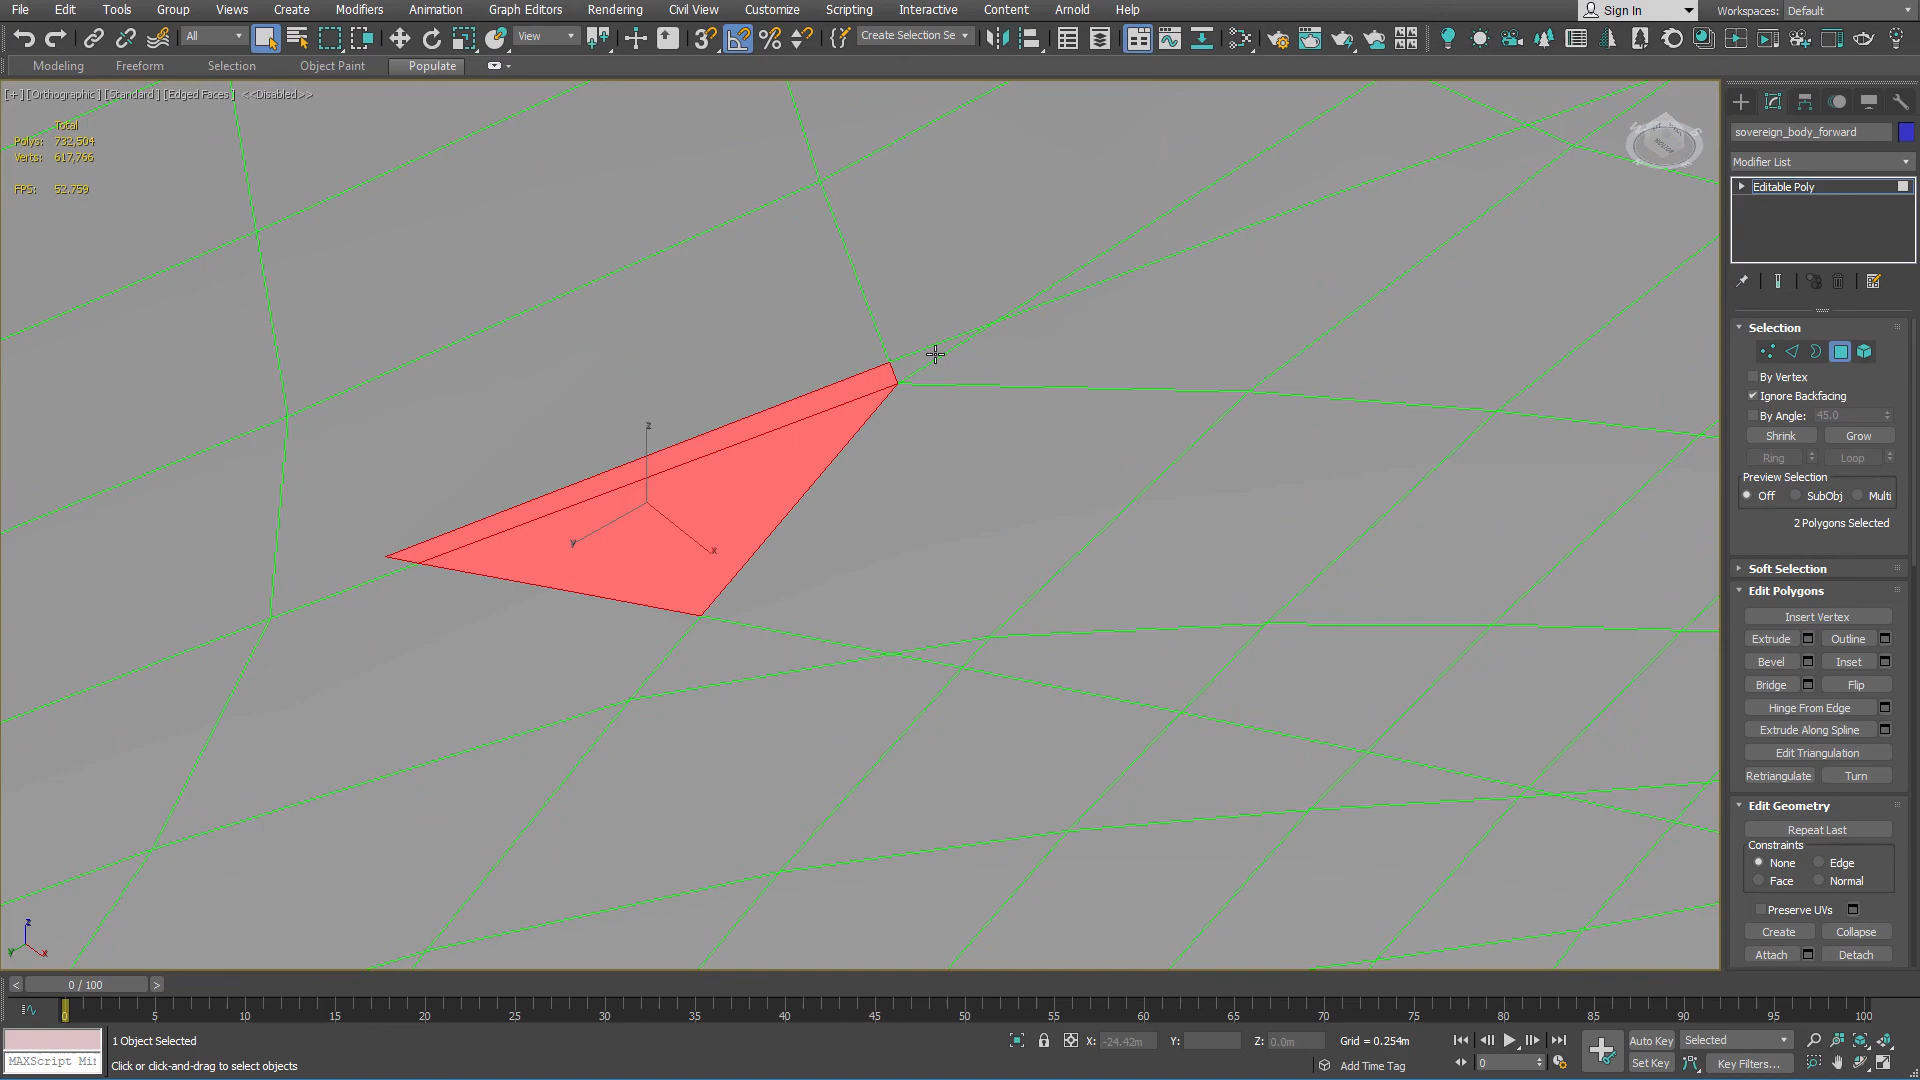 File Edit Tools Group Views Create Modifiers Animation Graph Editors Rendering Civil View Customize Scripting Interactive Content Arnold Help Sign In Workspaces: Default
All View Create Selection Se
Modeling Freeform Selection Object Paint Populate
[+] [Orthographic] [Standard] [Edged Faces] <<Disabled>>
Total
Polys: 732,504
Verts: 617,766
FPS: 52.759
z
y
x
z
y
x
sovereign_body_forward
Modifier List
Editable Poly
Selection
By Vertex
Ignore Backfacing
By Angle: 45.0
Shrink Grow
Ring Loop
Preview Selection
Off SubObj Multi
2 Polygons Selected
Soft Selection
Edit Polygons
Insert Vertex
Extrude Outline
Bevel Inset
Bridge Flip
Hinge From Edge
Extrude Along Spline
Edit Triangulation
Retriangulate Turn
Edit Geometry
Repeat Last
Constraints
None Edge
Face Normal
Preserve UVs
Create Collapse
Attach Detach
< 0 / 100 >
0 5 10 15 20 25 30 35 40 45 50 55 60 65 70 75 80 85 90 95 100
1 Object Selected X: -24.42m Y: Z: 0.0m Grid = 0.254m Auto Key Selected
MAXScript Mi Click or click-and-drag to select objects Add Time Tag 0 Set Key Key Filters...